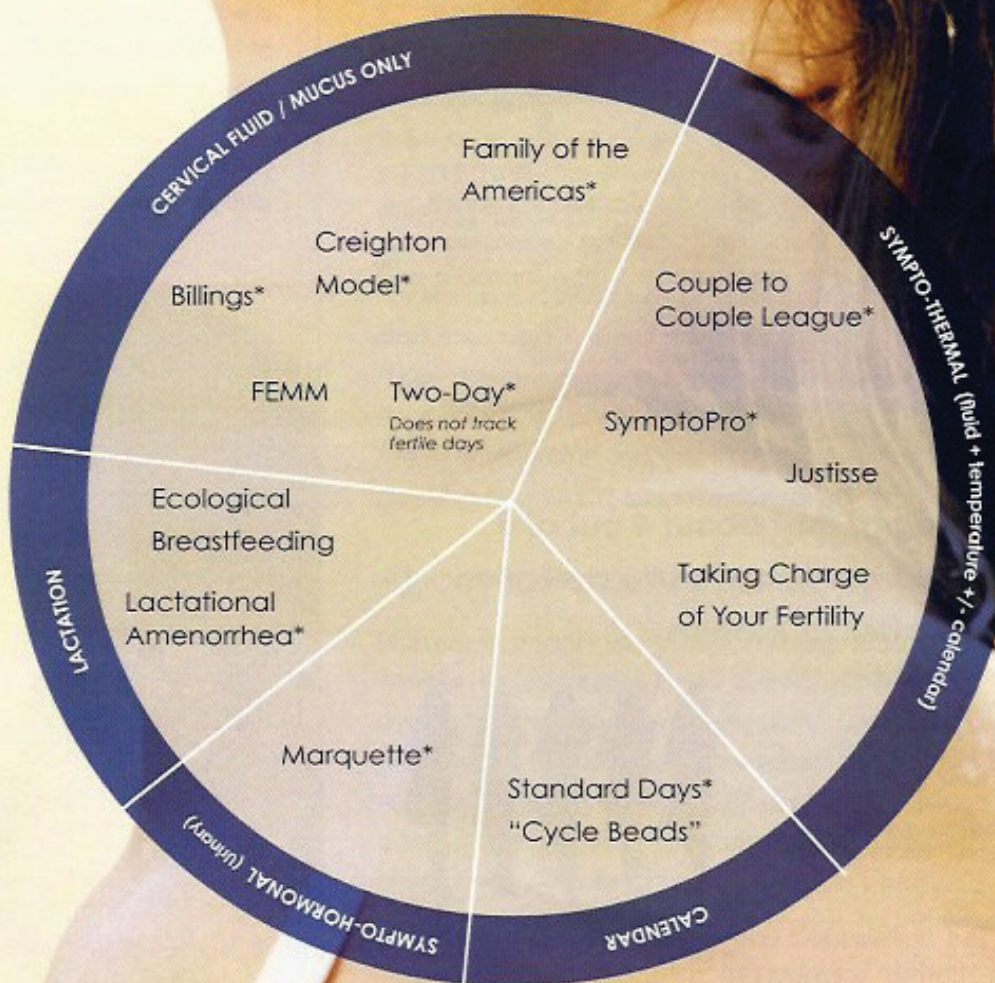 CERVICAL FLUID / MUCUS ONLY
Family of the
Americas*
Creighton
Model*
Billings*
FEMM
Two-Day*
Does not track
fertile days
SYMPTO-THERMAL (fluid + temperature +/- calendar)
Couple to
Couple League*
SymptoPro*
Justisse
Taking Charge
of Your Fertility
LACTATION
Ecological
Breastfeeding
Lactational
Amenorrhea*
SYMPTO-HORMONAL (Urinary)
Marquette*
CALENDAR
Standard Days*
“Cycle Beads”